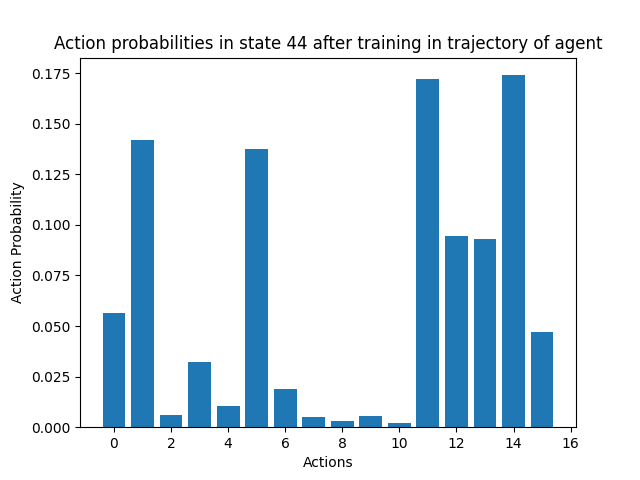 Action probabilities in state 44 after training in trajectory of agent
0.175
0.150
0.125
0.100
0.075
0.050
0.025
0.000
Action Probability
0 2 4 6 8 10 12 14 16
Actions